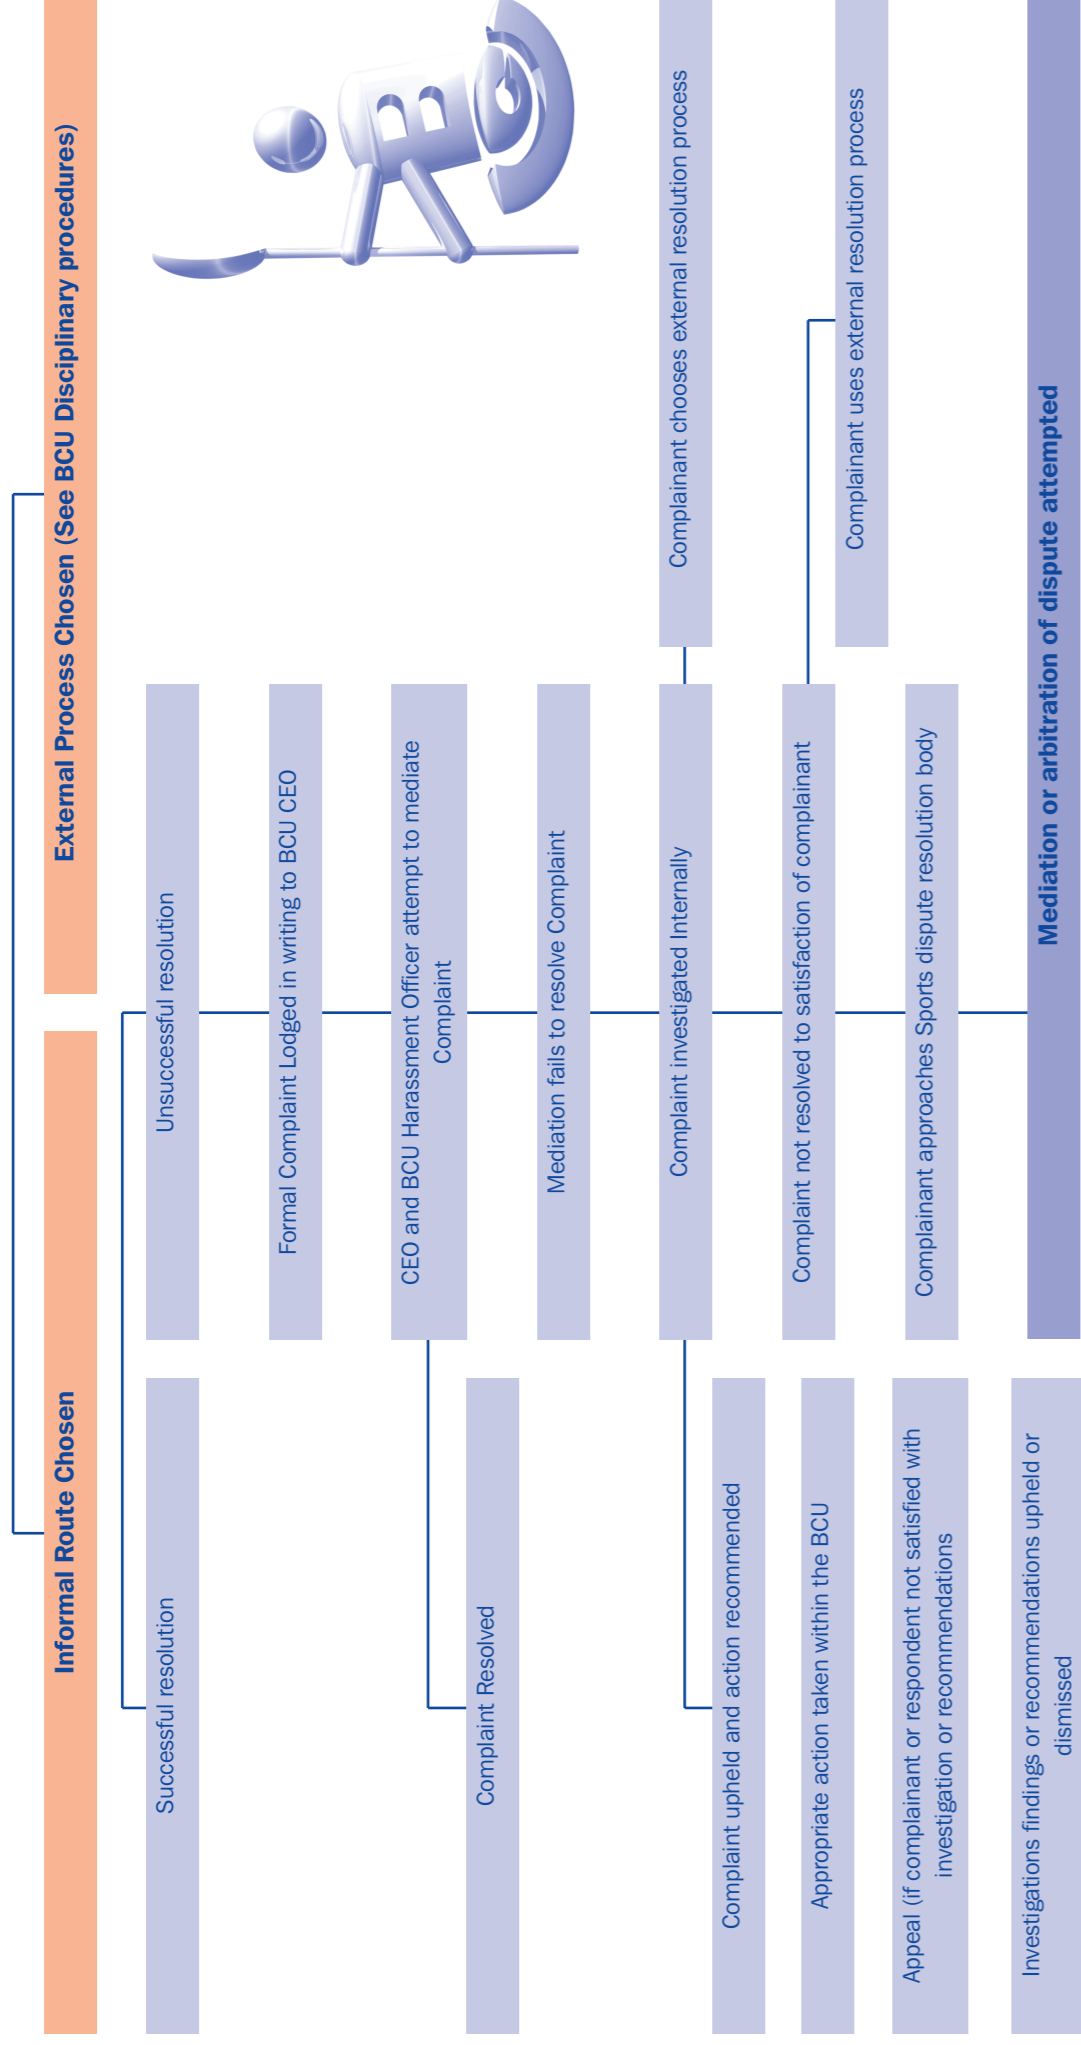 Informal Route Chosen
External Process Chosen (See BCU Disciplinary procedures)
Successful resolution
Unsuccessful resolution
Formal Complaint Lodged in writing to BCU CEO
CEO and BCU Harassment Officer attempt to mediate
Complaint
Complaint Resolved
Mediation fails to resolve Complaint
Complaint investigated Internally
Complainant chooses external resolution process
Complaint upheld and action recommended
Complaint not resolved to satisfaction of complainant
Complainant uses external resolution process
Appropriate action taken within the BCU
Appeal (if complainant or respondent not satisfied with
investigation or recommendations
Complainant approaches Sports dispute resolution body
Investigations findings or recommendations upheld or
dismissed
Mediation or arbitration of dispute attempted